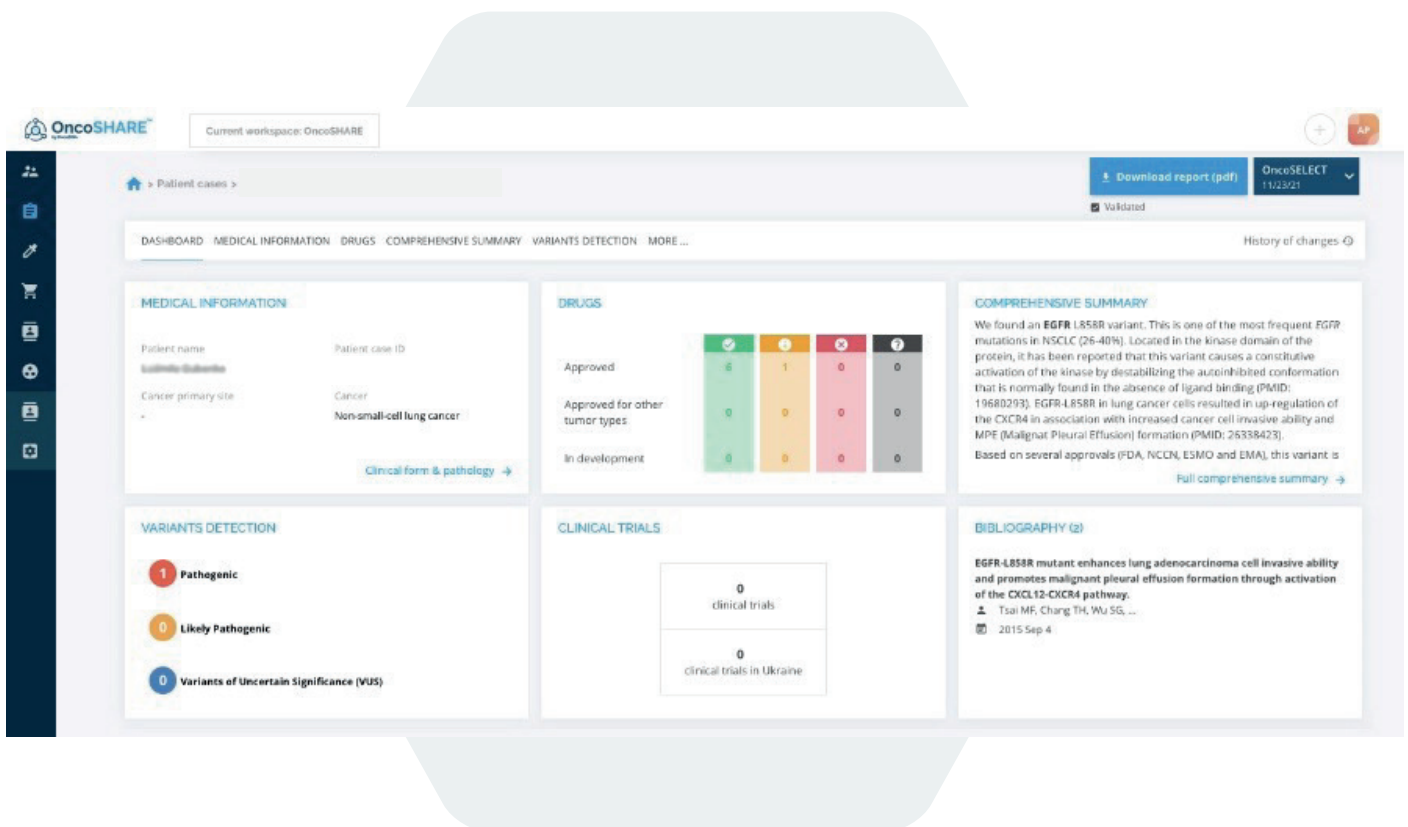 OncoSHARE™
Current workspace: OncoSHARE
AP
> Patient cases >
Download report (pdf)
OncoSELECT
11/23/21
Validated
DASHBOARD MEDICAL INFORMATION DRUGS COMPREHENSIVE SUMMARY VARIANTS DETECTION MORE ...
History of changes
MEDICAL INFORMATION
Patient name Patient case ID
Cancer primary site Cancer
- Non-small-cell lung cancer
Clinical form & pathology →
DRUGS
Approved 6 1 0 0
Approved for other
tumor types
0 0 0 0
In development 0 0 0 0
COMPREHENSIVE SUMMARY
We found an EGFR L858R variant. This is one of the most frequent EGFR
mutations in NSCLC (26-40%). Located in the kinase domain of the
protein, it has been reported that this variant causes a constitutive
activation of the kinase by destabilizing the autoinhibited conformation
that is normally found in the absence of ligand binding (PMID:
19680293). EGFR-L858R in lung cancer cells resulted in up-regulation of
the CXCR4 in association with increased cancer cell invasive ability and
MPE (Malignat Pleural Effusion) formation (PMID: 26338423).
Based on several approvals (FDA, NCCN, ESMO and EMA), this variant is
Full comprehensive summary →
VARIANTS DETECTION
1 Pathogenic
0 Likely Pathogenic
0 Variants of Uncertain Significance (VUS)
CLINICAL TRIALS
0
clinical trials
0
clinical trials in Ukraine
BIBLIOGRAPHY (2)
EGFR-L858R mutant enhances lung adenocarcinoma cell invasive ability
and promotes malignant pleural effusion formation through activation
of the CXCL12-CXCR4 pathway.
Tsai MF, Chang TH, Wu SG, ...
2015 Sep 4